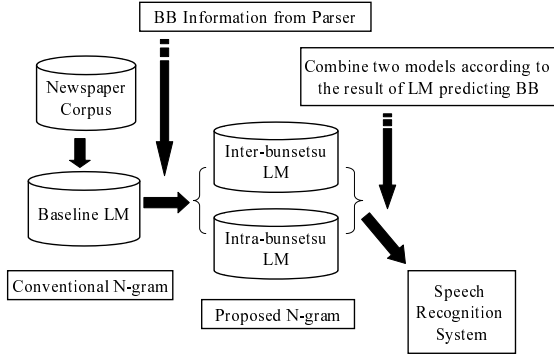 BB Information from Parser
Combine two models according to
the result of LM predicting BB
Newspaper
Corpus
Inter-bunsetsu
LM
Baseline LM
Intra-bunsetsu
LM
Conventional N-gram
Proposed N-gram
Speech
Recognition
System